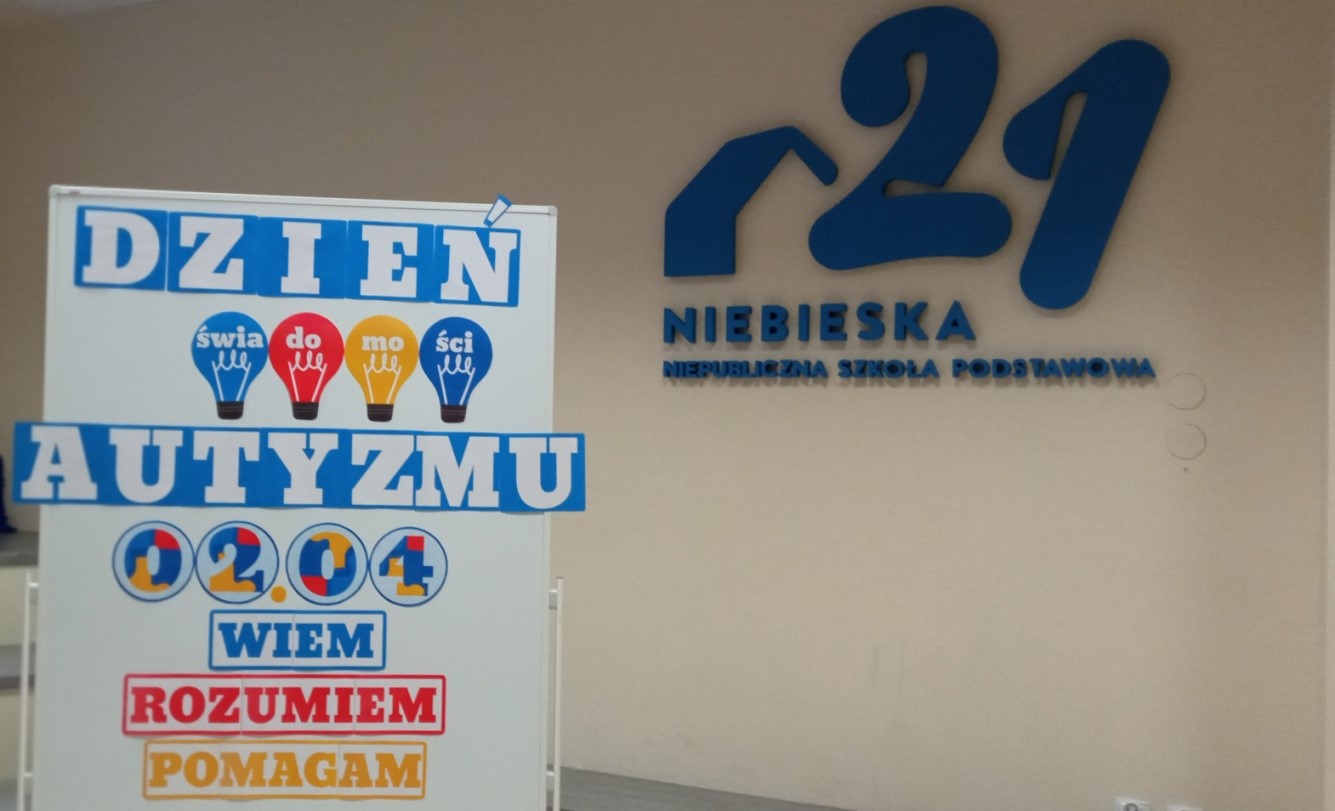 DZIEŃ
świa do mo ści
AUTYZMU
02.04
WIEM
ROZUMIEM
POMAGAM
21
NIEBIESKA
NIEPUBLICZNA SZKOŁA PODSTAWOWA